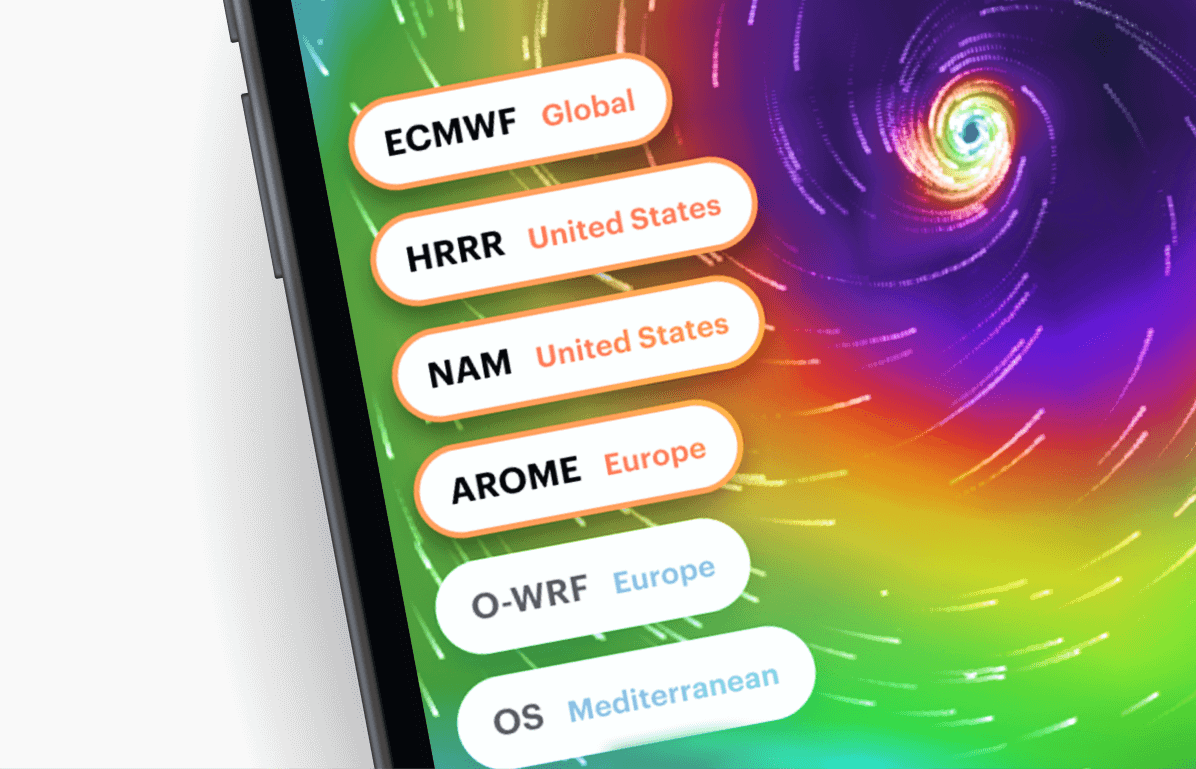 ECMWF Global
HRRR United States
NAM United States
AROME Europe
O-WRF Europe
OS Mediterranean